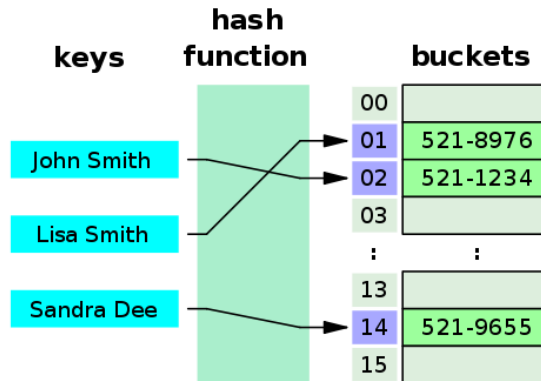 hash
keys function buckets
00
01 521-8976
John Smith 02 521-1234
03
Lisa Smith
: :
13
Sandra Dee
14 521-9655
15